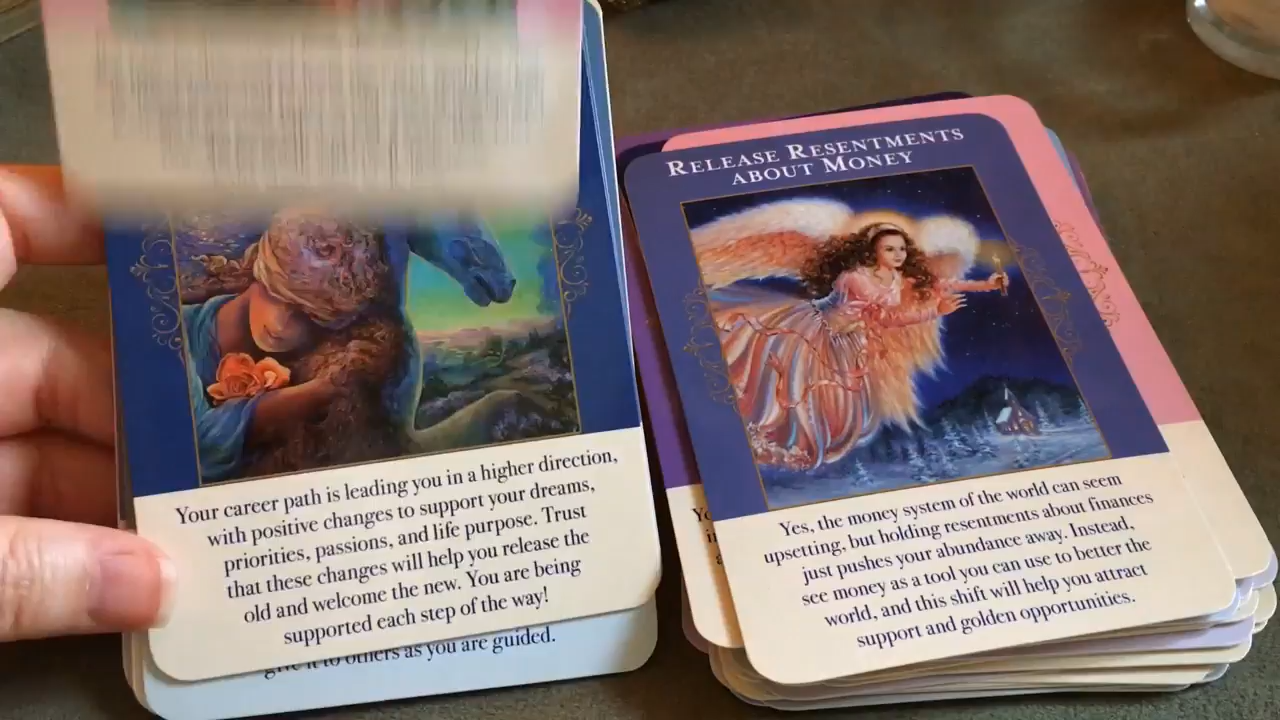 Your career path is leading you in a higher direction,
with positive changes to support your dreams,
priorities, passions, and life purpose. Trust
that these changes will help you release the
old and welcome the new. You are being
supported each step of the way!
give it to others as you are guided.
RELEASE RESENTMENTS
ABOUT MONEY
Yes, the money system of the world can seem
upsetting, but holding resentments about finances
just pushes your abundance away. Instead,
see money as a tool you can use to better the
world, and this shift will help you attract
support and golden opportunities.